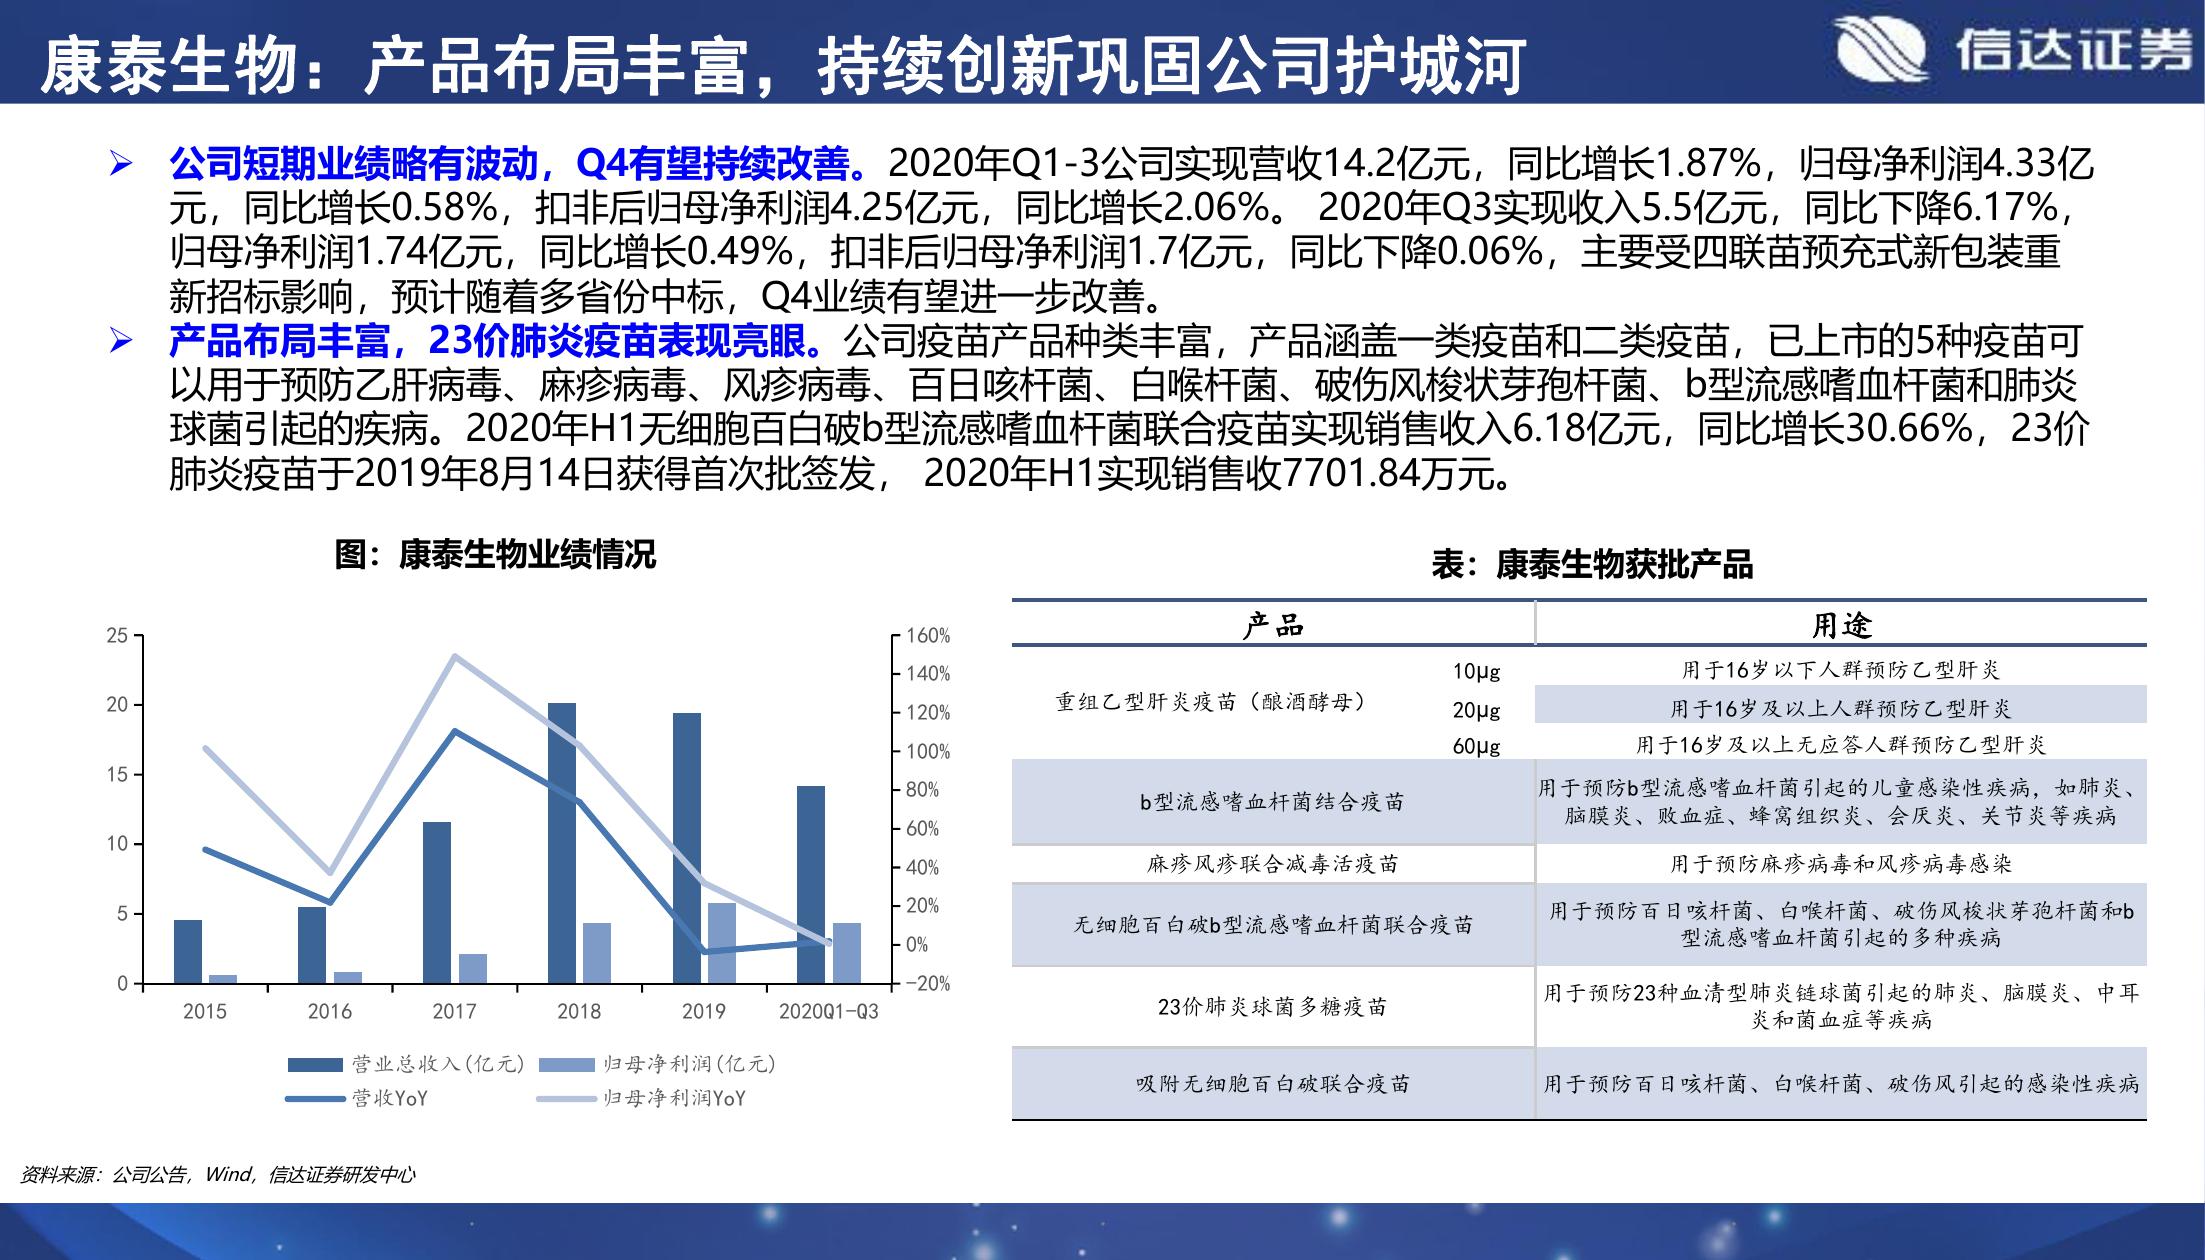 康泰生物：产品布局丰富，持续创新巩固公司护城河
信达证券
公司短期业绩略有波动，Q4有望持续改善。2020年Q1-3公司实现营收14.2亿元，同比增长1.87%，归母净利润4.33亿
元，同比增长0.58%，扣非后归母净利润4.25亿元，同比增长2.06%。 2020年Q3实现收入5.5亿元，同比下降6.17%，
归母净利润1.74亿元，同比增长0.49%，扣非后归母净利润1.7亿元，同比下降0.06%，主要受四联苗预充式新包装重
新招标影响，预计随着多省份中标，Q4业绩有望进一步改善。
产品布局丰富，23价肺炎疫苗表现亮眼。公司疫苗产品种类丰富，产品涵盖一类疫苗和二类疫苗，已上市的5种疫苗可
以用于预防乙肝病毒、麻疹病毒、风疹病毒、百日咳杆菌、白喉杆菌、破伤风梭状芽孢杆菌、b型流感嗜血杆菌和肺炎
球菌引起的疾病。2020年H1无细胞百白破b型流感嗜血杆菌联合疫苗实现销售收入6.18亿元，同比增长30.66%，23价
肺炎疫苗于2019年8月14日获得首次批签发， 2020年H1实现销售收7701.84万元。
图：康泰生物业绩情况
25
20
15
10
5
0
160%
140%
120%
100%
80%
60%
40%
20%
0%
-20%
2015 2016 2017 2018 2019 2020Q1-Q3
营业总收入(亿元) 归母净利润(亿元)
营收YoY 归母净利润YoY
表：康泰生物获批产品
产品 用途
重组乙型肝炎疫苗（酿酒酵母）
10μg 用于16岁以下人群预防乙型肝炎
20μg 用于16岁及以上人群预防乙型肝炎
60μg 用于16岁及以上无应答人群预防乙型肝炎
b型流感嗜血杆菌结合疫苗
用于预防b型流感嗜血杆菌引起的儿童感染性疾病，如肺炎、
脑膜炎、败血症、蜂窝组织炎、会厌炎、关节炎等疾病
麻疹风疹联合减毒活疫苗 用于预防麻疹病毒和风疹病毒感染
无细胞百白破b型流感嗜血杆菌联合疫苗
用于预防百日咳杆菌、白喉杆菌、破伤风梭状芽孢杆菌和b
型流感嗜血杆菌引起的多种疾病
23价肺炎球菌多糖疫苗
用于预防23种血清型肺炎链球菌引起的肺炎、脑膜炎、中耳
炎和菌血症等疾病
吸附无细胞百白破联合疫苗 用于预防百日咳杆菌、白喉杆菌、破伤风引起的感染性疾病
资料来源：公司公告，Wind，信达证券研发中心